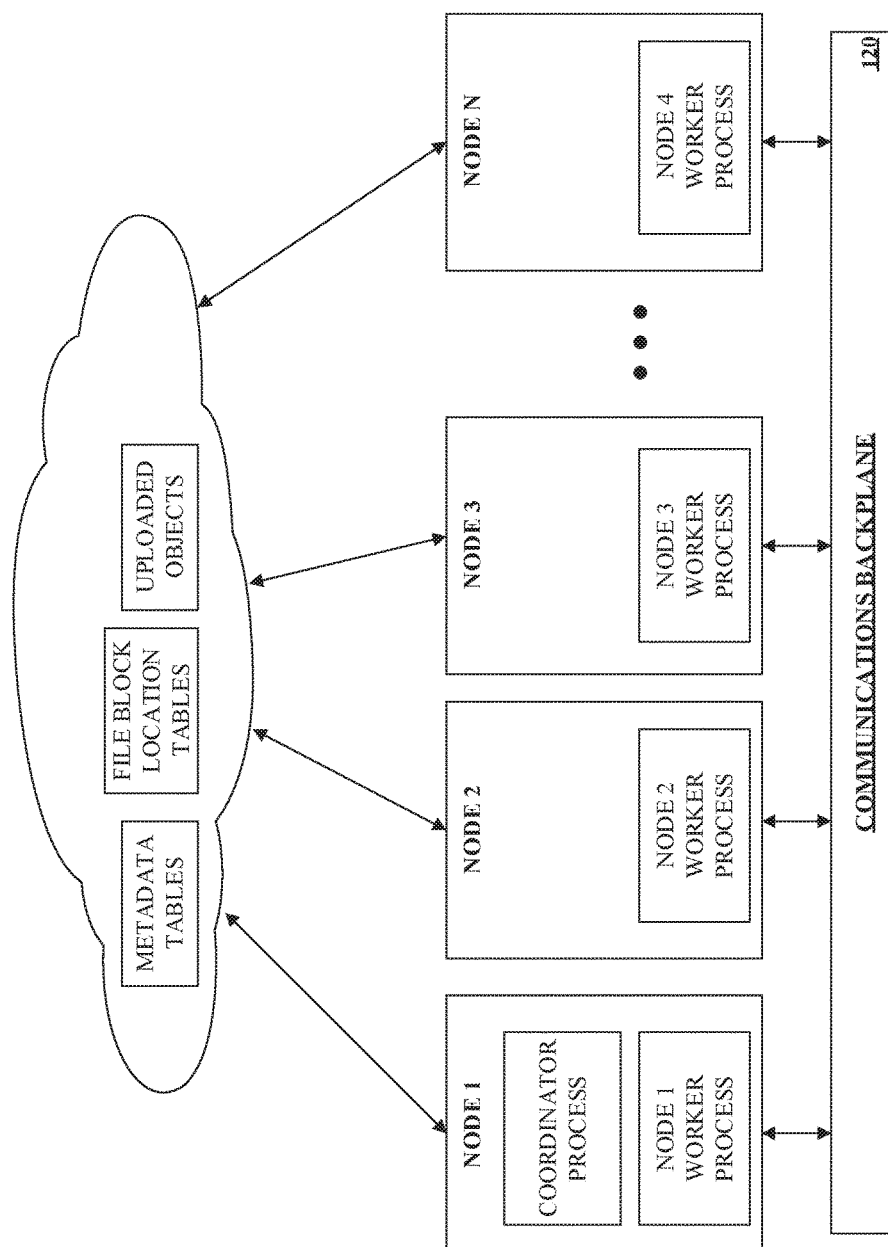 METADATA
TABLES
FILE BLOCK
LOCATION
TABLES
UPLOADED
OBJECTS
NODE 1
COORDINATOR
PROCESS
NODE 1
WORKER
PROCESS
NODE 2
NODE 2
WORKER
PROCESS
NODE 3
NODE 3
WORKER
PROCESS
NODE N
NODE 4
WORKER
PROCESS
COMMUNICATIONS BACKPLANE
120